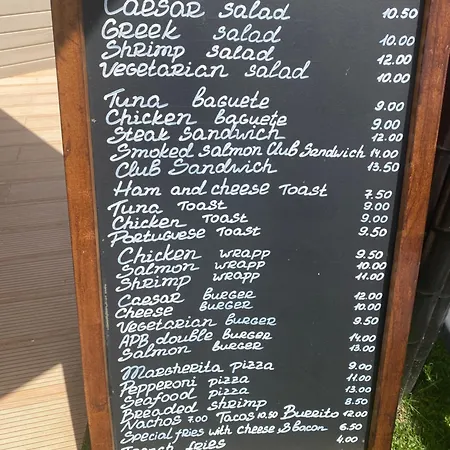 Caesar salad 10.50
Greek salad 10.00
Shrimp salad 12.00
Vegetarian salad 10.00
Tuna baguete 9.00
Chicken baguete 9.00
Steak sandwich 12.00
Smoked salmon Club Sandwich 14.00
Club Sandwich 13.50
Ham and cheese Toast 7.50
Tuna Toast 9.00
Chicken Toast 9.00
Portuguese Toast 9.50
Chicken wrapp 9.50
Salmon wrapp 10.00
Shrimp wrapp 11.00
Caesar burger 12.00
Cheese burger 10.00
Vegetarian burger 9.50
APB double burger 14.00
Salmon burger 13.00
Margherita pizza 9.00
Pepperoni pizza 11.00
Seafood pizza 13.00
Breaded shrimp 8.50
Nachos 7.00 Tacos 10.50 Burrito 12.00
Special fries with cheese & bacon 6.50
French fries 4.00